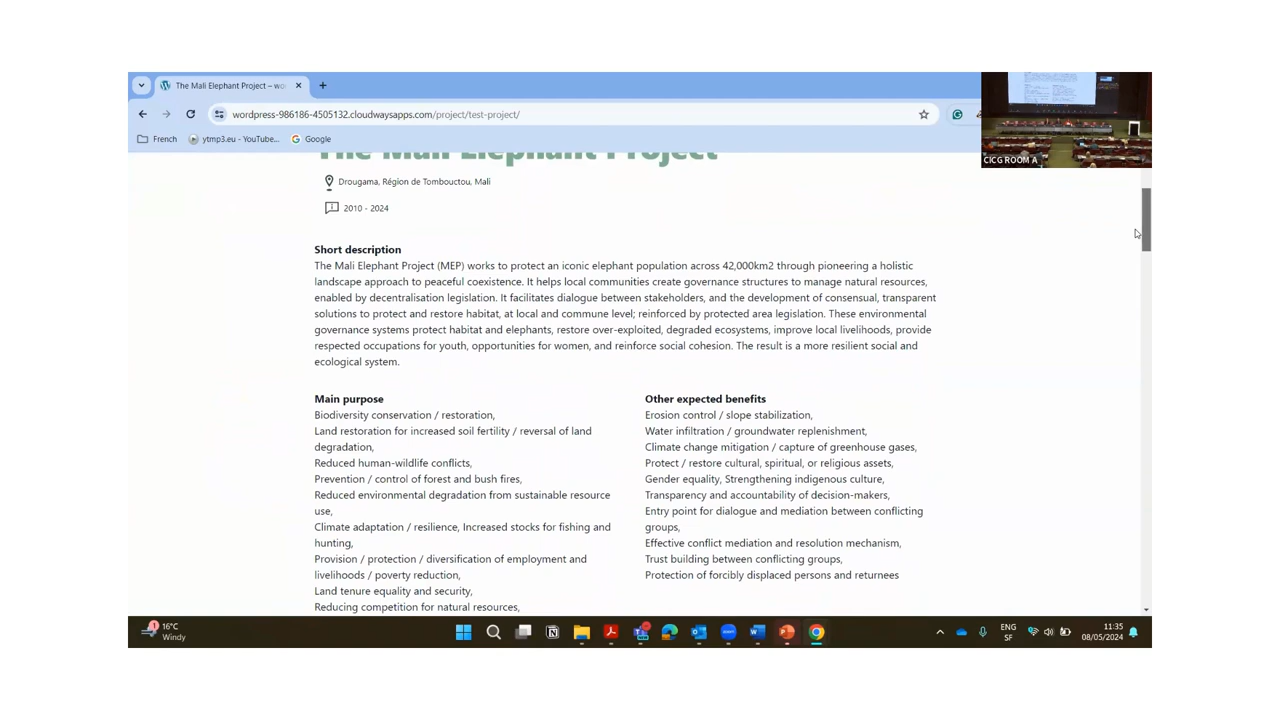 The Mali Elephant Project – wo
wordpress-986186-4505132.cloudwaysapps.com/project/test-project/
French
ytmp3.eu - YouTube...
Google
CICG ROOM A
The Mali Elephant Project
Drougama, Région de Tombouctou, Mali
2010 - 2024
Short description
The Mali Elephant Project (MEP) works to protect an iconic elephant population across 42,000km2 through pioneering a holistic
landscape approach to peaceful coexistence. It helps local communities create governance structures to manage natural resources,
enabled by decentralisation legislation. It facilitates dialogue between stakeholders, and the development of consensual, transparent
solutions to protect and restore habitat, at local and commune level; reinforced by protected area legislation. These environmental
governance systems protect habitat and elephants, restore over-exploited, degraded ecosystems, improve local livelihoods, provide
respected occupations for youth, opportunities for women, and reinforce social cohesion. The result is a more resilient social and
ecological system.
Main purpose
Biodiversity conservation / restoration,
Land restoration for increased soil fertility / reversal of land
degradation,
Reduced human-wildlife conflicts,
Prevention / control of forest and bush fires,
Reduced environmental degradation from sustainable resource
use,
Climate adaptation / resilience, Increased stocks for fishing and
hunting,
Provision / protection / diversification of employment and
livelihoods / poverty reduction,
Land tenure equality and security,
Reducing competition for natural resources,
Other expected benefits
Erosion control / slope stabilization,
Water infiltration / groundwater replenishment,
Climate change mitigation / capture of greenhouse gases,
Protect / restore cultural, spiritual, or religious assets,
Gender equality, Strengthening indigenous culture,
Transparency and accountability of decision-makers,
Entry point for dialogue and mediation between conflicting
groups,
Effective conflict mediation and resolution mechanism,
Trust building between conflicting groups,
Protection of forcibly displaced persons and returnees
1
16°C
Windy
ENG
SF
11:35
08/05/2024